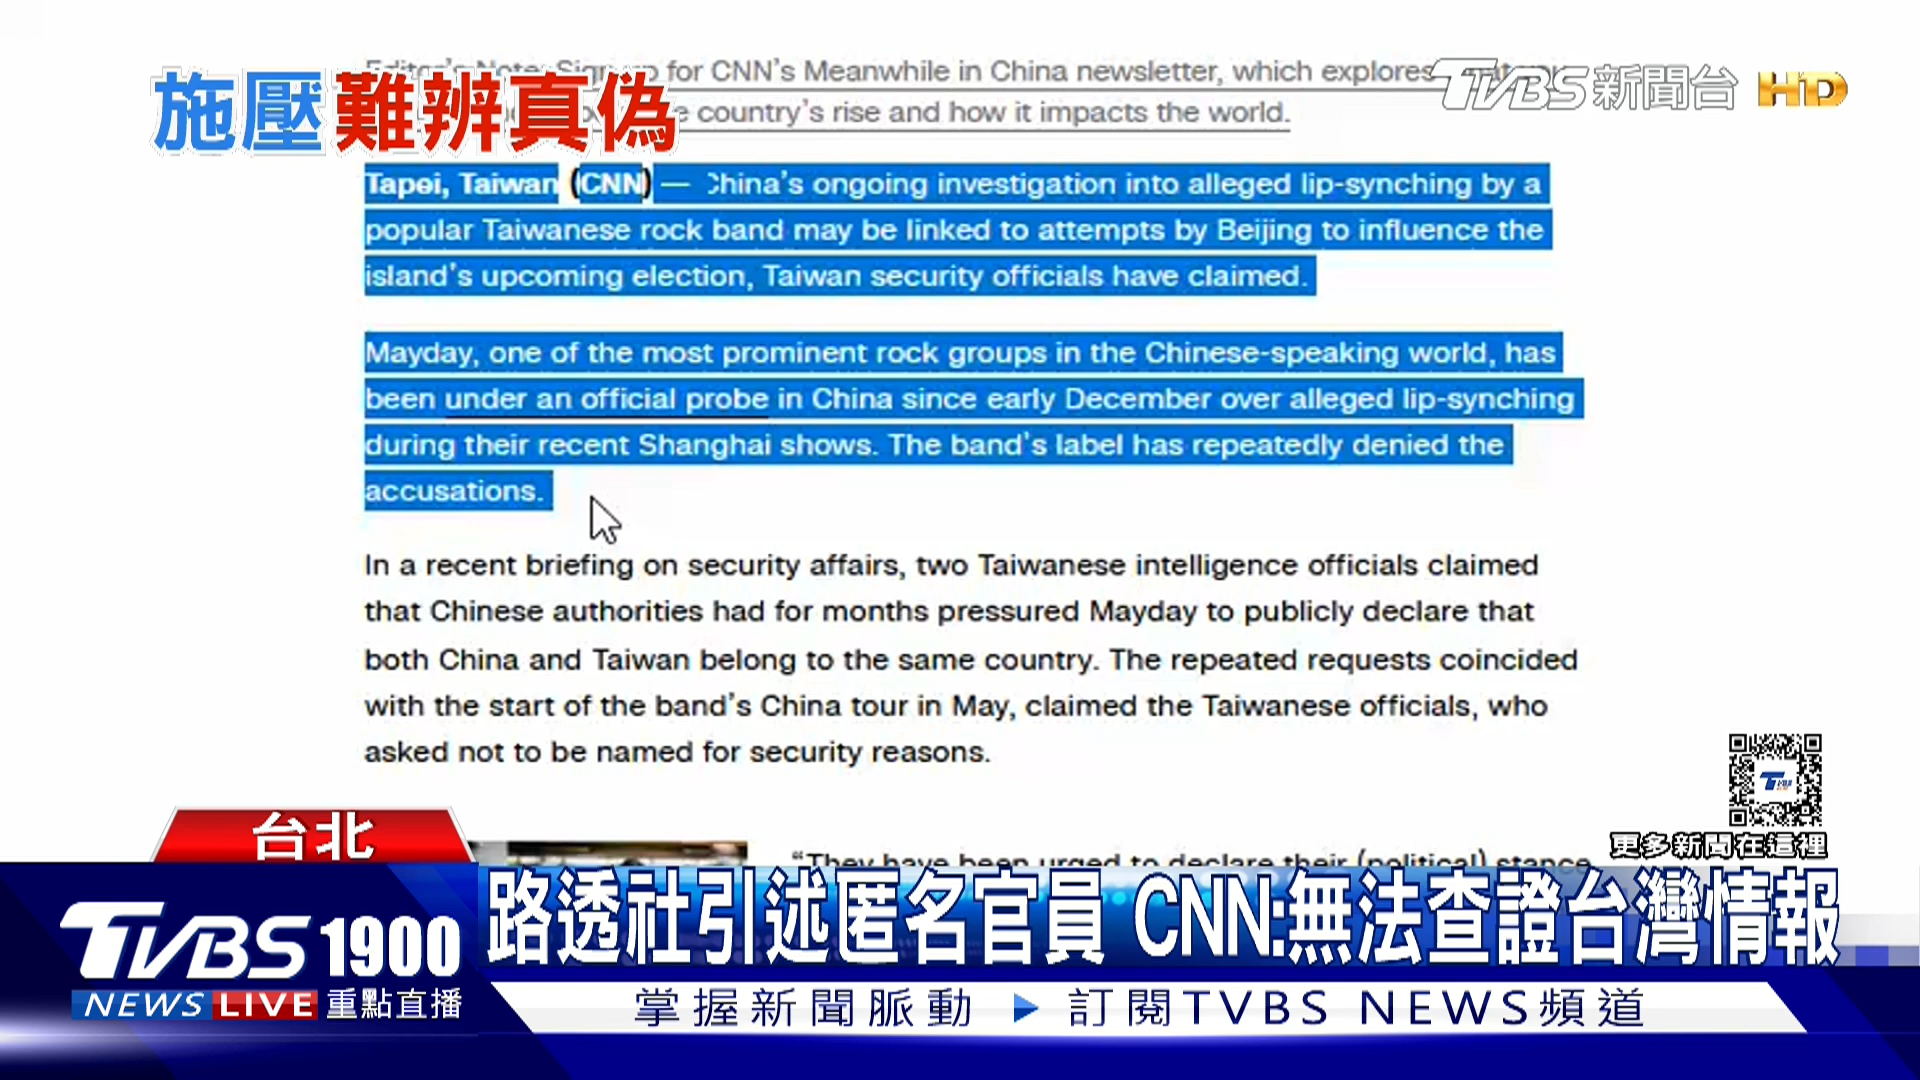 for CNN's Meanwhile in China newsletter, which explores
country's rise and how it impacts the world.
施壓難辨真偽
TVBS新聞台 HD
Tapei, Taiwan (CNN) — China's ongoing investigation into alleged lip-synching by a
popular Taiwanese rock band may be linked to attempts by Beijing to influence the
island's upcoming election, Taiwan security officials have claimed.
Mayday, one of the most prominent rock groups in the Chinese-speaking world, has
been under an official probe in China since early December over alleged lip-synching
during their recent Shanghai shows. The band's label has repeatedly denied the
accusations.
In a recent briefing on security affairs, two Taiwanese intelligence officials claimed
that Chinese authorities had for months pressured Mayday to publicly declare that
both China and Taiwan belong to the same country. The repeated requests coincided
with the start of the band's China tour in May, claimed the Taiwanese officials, who
asked not to be named for security reasons.
"They have been urged to declare their (political) stance
更多新聞在這裡
台北
路透社引述匿名官員 CNN:無法查證台灣情報
TVBS 1900
NEWS LIVE 重點直播
掌握新聞脈動 ▶ 訂閱TVBS NEWS頻道